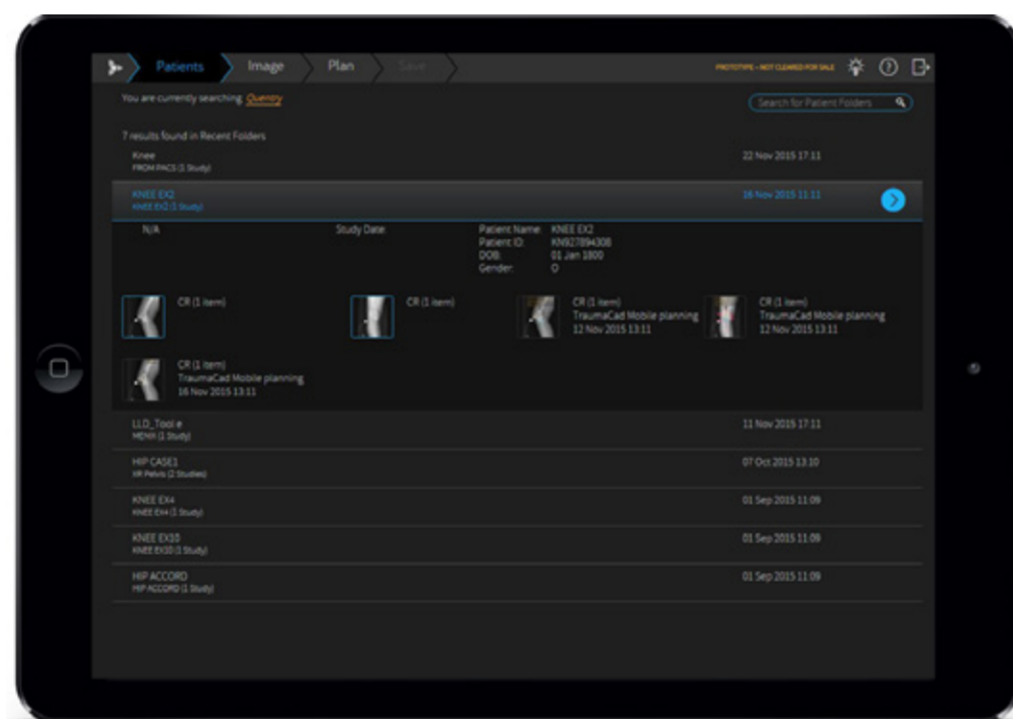 Patients Image Plan Save PROTOTYPE - NOT CLEARED FOR SALE
You are currently searching: Quentry
Search for Patient Folders
7 results found in Recent Folders
Knee 22 Nov 2015 17:11
FROM PACS (1 Study)
KNEE EX2 16 Nov 2015 11:11
KNEE EX2 (1 Study)
N/A Study Date: Patient Name: KNEE EX2
Patient ID: KN927894308
DOB: 01 Jan 1800
Gender: O
CR (1 item) CR (1 item) CR (1 item) CR (1 item)
TraumaCad Mobile planning TraumaCad Mobile planning
12 Nov 2015 13:11 12 Nov 2015 13:11
CR (1 item)
TraumaCad Mobile planning
16 Nov 2015 13:11
LLD_Tool e 11 Nov 2015 17:11
(1 Study)
HIP CASE1 07 Oct 2015 13:10
XR Pelvis (2 Studies)
KNEE EX4 01 Sep 2015 11:09
KNEE EX4 (1 Study)
KNEE EX10 01 Sep 2015 11:09
KNEE EX10 (1 Study)
HIP ACCORD 01 Sep 2015 11:09
HIP ACCORD (1 Study)